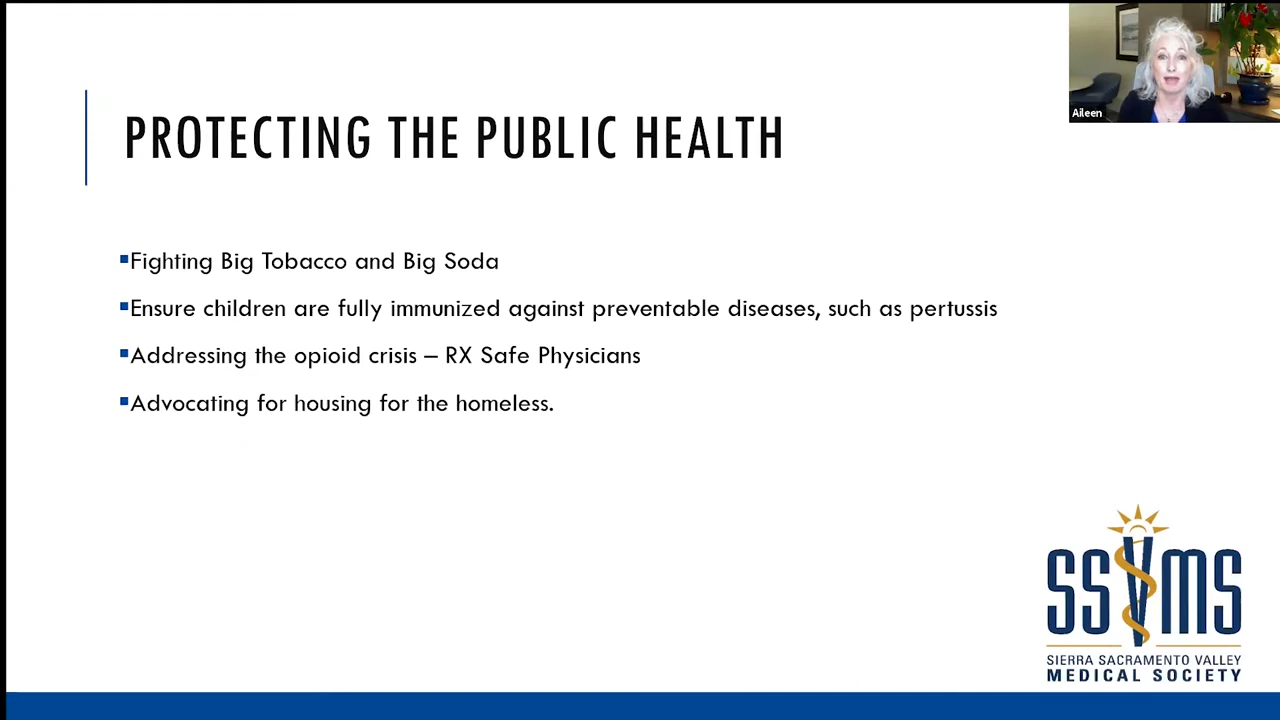 Aileen
PROTECTING THE PUBLIC HEALTH
▪Fighting Big Tobacco and Big Soda
▪Ensure children are fully immunized against preventable diseases, such as pertussis
▪Addressing the opioid crisis – RX Safe Physicians
▪Advocating for housing for the homeless.
SSVMS
SIERRA SACRAMENTO VALLEY
MEDICAL SOCIETY